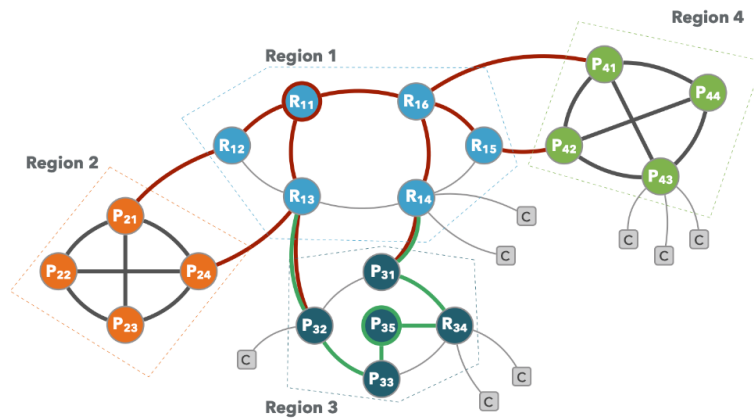 Region 4
Region 1
P41
P44
R11
R16
R12
R15
P42
Region 2
P43
R13
R14
P21
C
C
C
C
C
P22
P24
P31
P23
P32
P35
R34
C
P33
C
C
Region 3